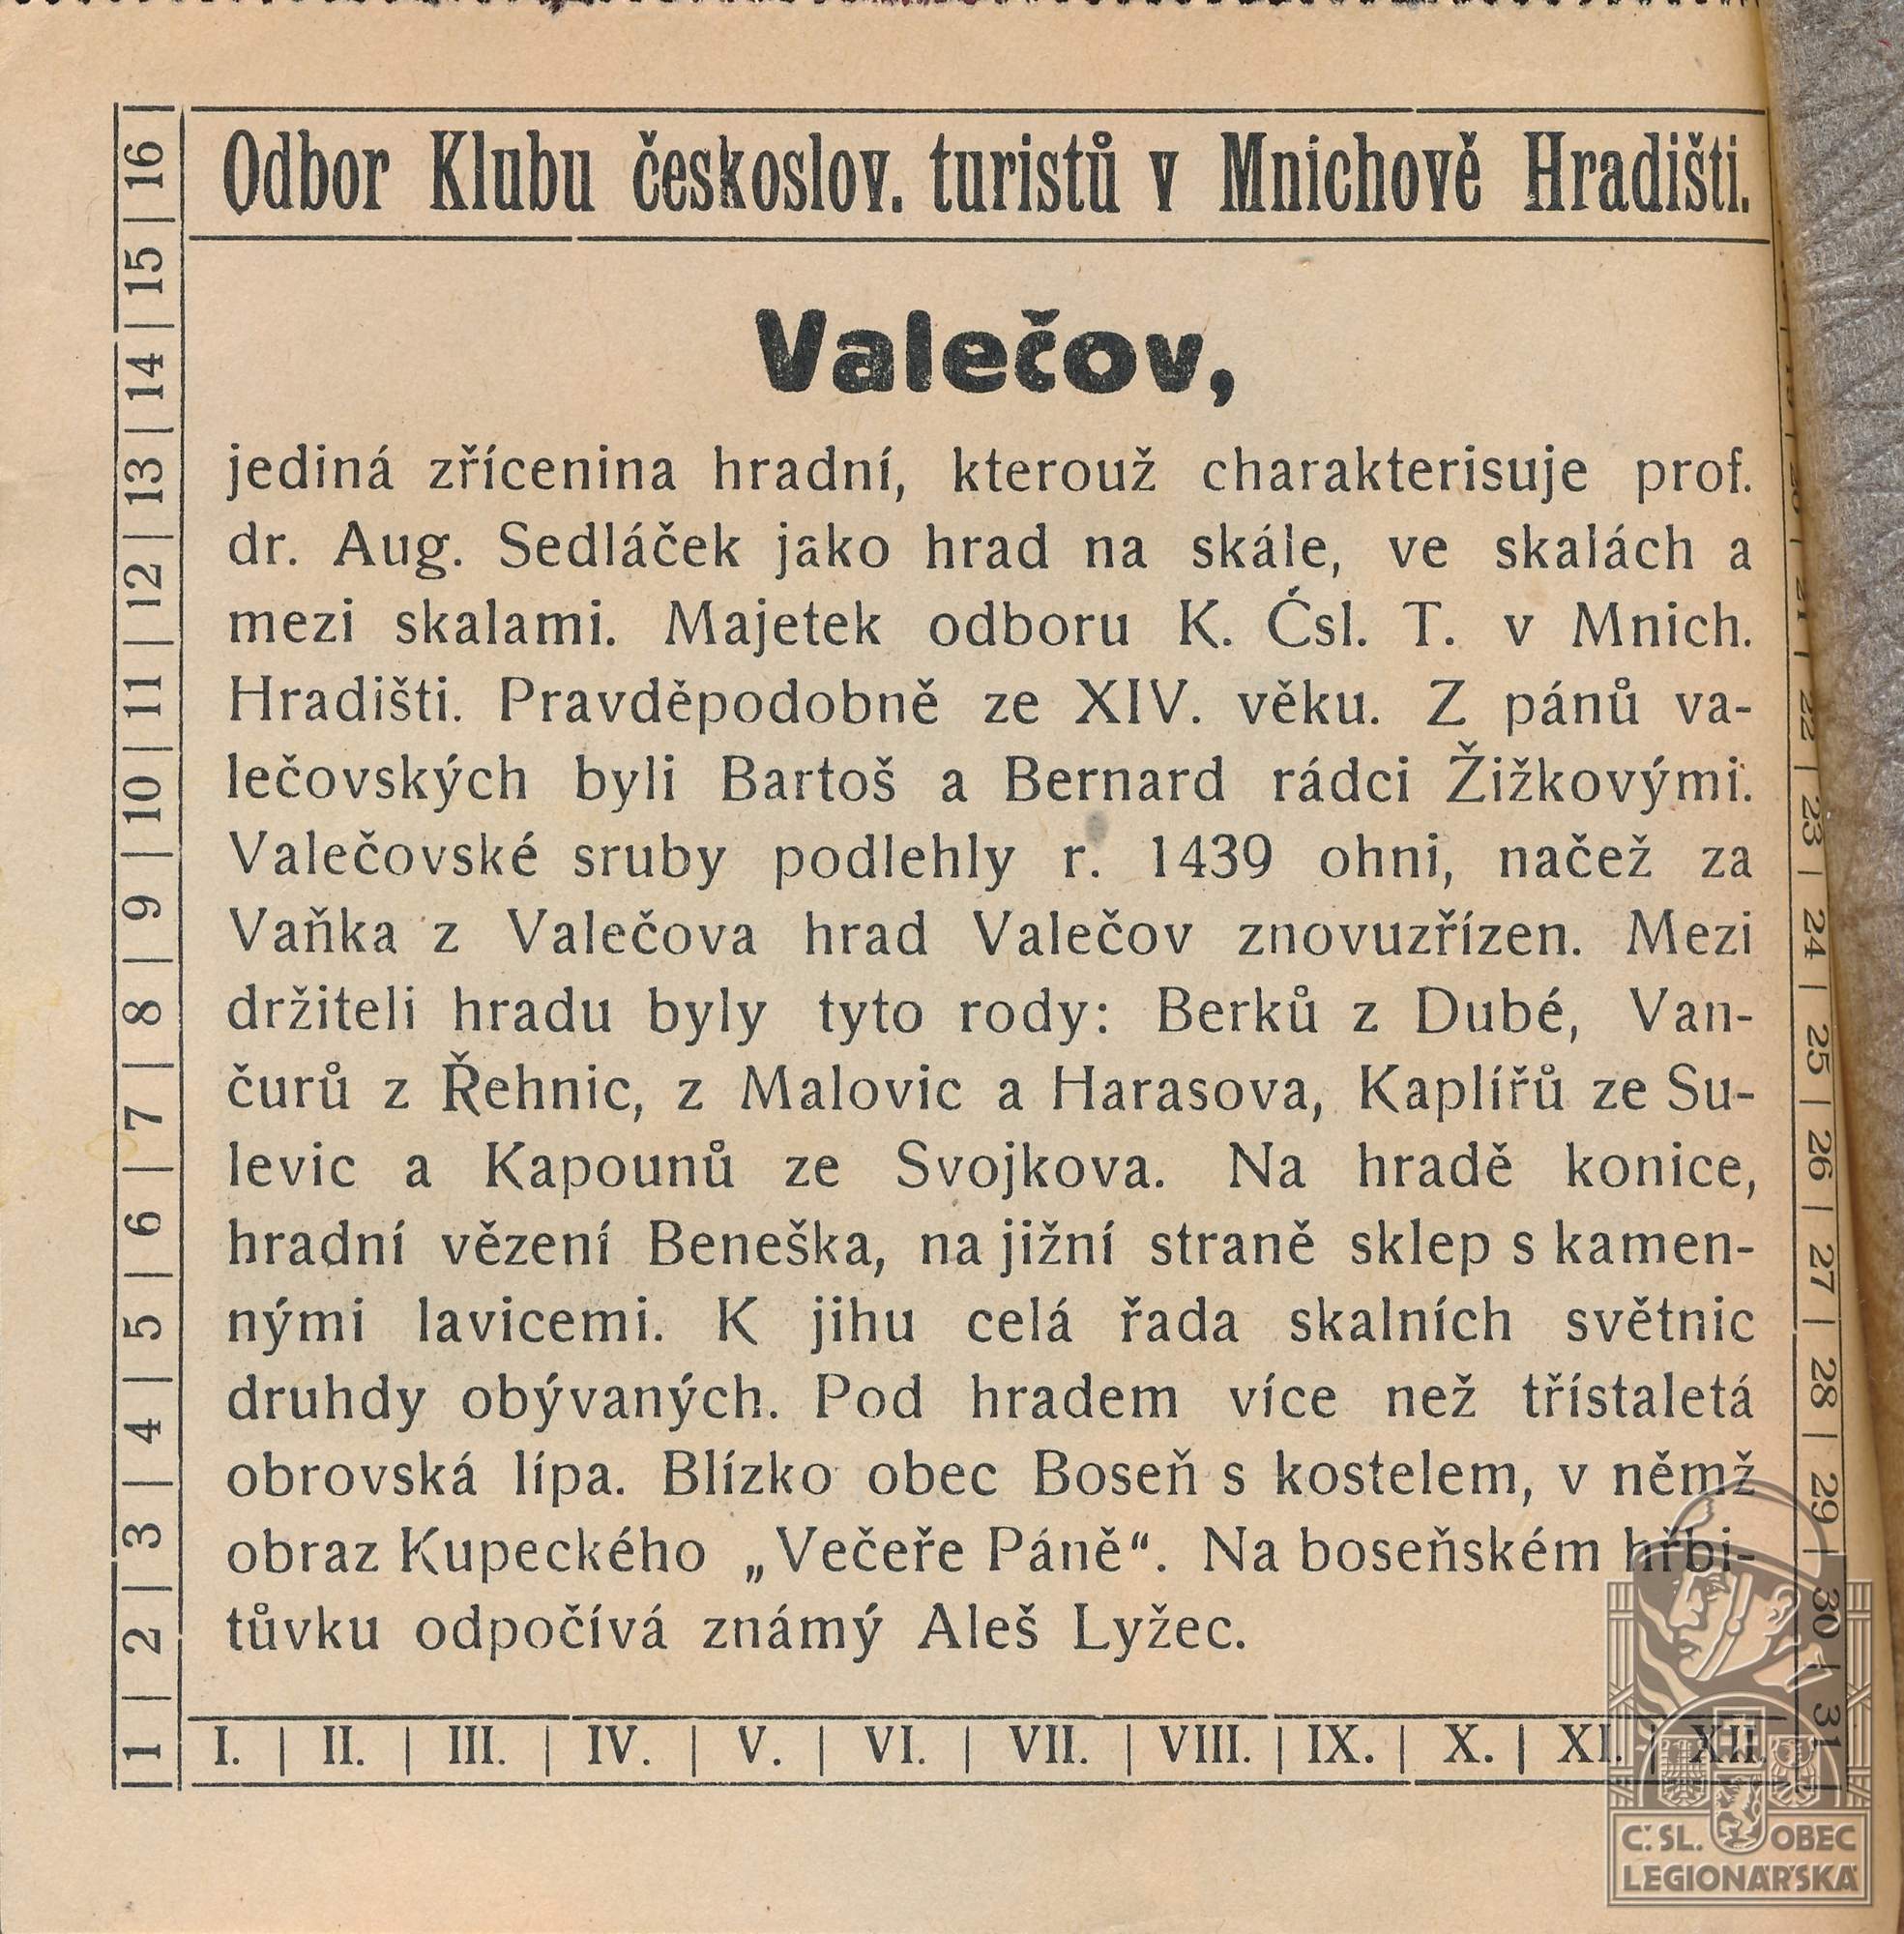 Odbor Klubu českoslov. turistů v Mnichově Hradišti.
Valečov,
jediná zřícenina hradní, kterouž charakterisuje prof.
dr. Aug. Sedláček jako hrad na skále, ve skalách a
mezi skalami. Majetek odboru K. Čsl. T. v Mnich.
Hradišti. Pravděpodobně ze XIV. věku. Z pánů va-
lečovských byli Bartoš a Bernard rádci Žižkovými.
Valečovské sruby podlehly r. 1439 ohni, načež za
Vaňka z Valečova hrad Valečov znovuzřízen. Mezi
držiteli hradu byly tyto rody: Berků z Dubé, Van-
čurů z Řehnic, z Malovic a Harasova, Kaplířů ze Su-
levic a Kapounů ze Svojkova. Na hradě konice,
hradní vězení Beneška, na jižní straně sklep s kamen-
nými lavicemi. K jihu celá řada skalních světnic
druhdy obývaných. Pod hradem více než třístaletá
obrovská lípa. Blízko obec Boseň s kostelem, v němž
obraz Kupeckého „Večeře Páně“. Na boseňském hřbi-
tůvku odpočívá známý Aleš Lyžec.
1 | 2 | 3 | 4 | 5 | 6 | 7 | 8 | 9 | 10 | 11 | 12 | 13 | 14 | 15 | 16
I. | II. | III. | IV. | V. | VI. | VII. | VIII. | IX. | X. | XI. | XII.
20 | 21 | 22 | 23 | 24 | 25 | 26 | 27 | 28 | 29 | 30 | 31
Č. SL. OBEC
LEGIONÁŘSKÁ